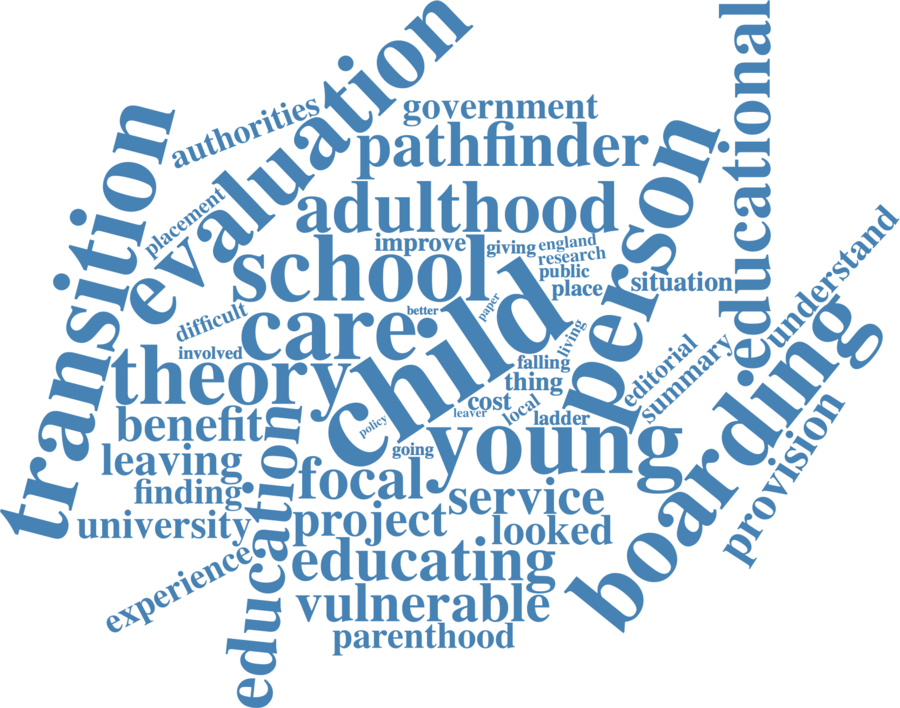 educational
evaluation
authorities
government
transition
pathfinder
person
placement
adulthood
improve
giving
england
research
public
place
situation
understand
school
child
paper
better
difficult
care
involved
living
falling
thing
theory
editorial
summary
boarding
cost
local
ladder
leaver
policy
benefit
education
going
young
provision
leaving
focal
finding
service
university
project
looked
experience
educating
vulnerable
parenthood